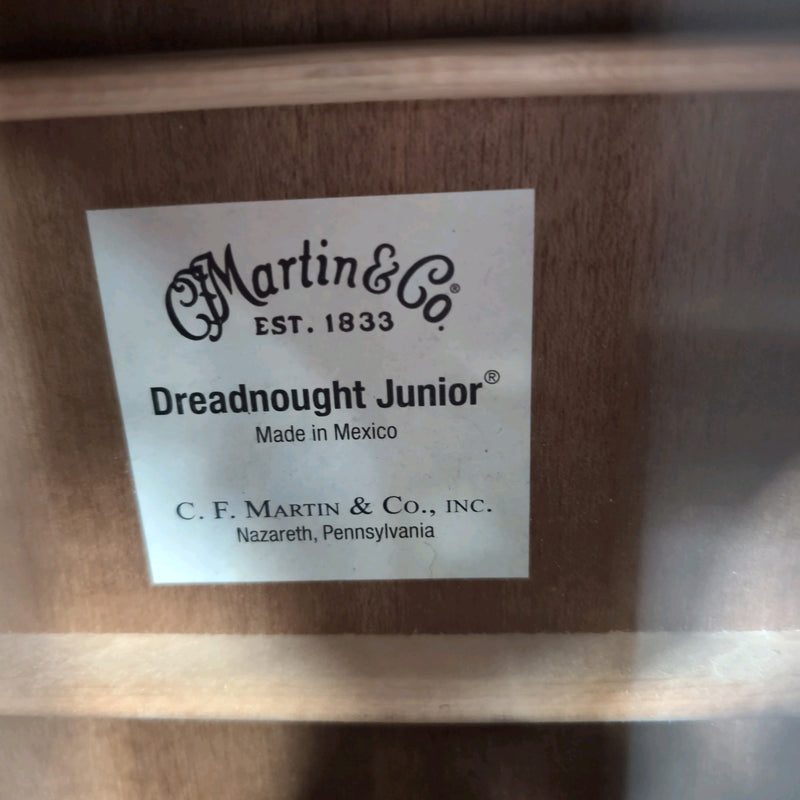 CFMartin & Co.®
EST. 1833
Dreadnought Junior®
Made in Mexico
C. F. MARTIN & CO., INC.
Nazareth, Pennsylvania